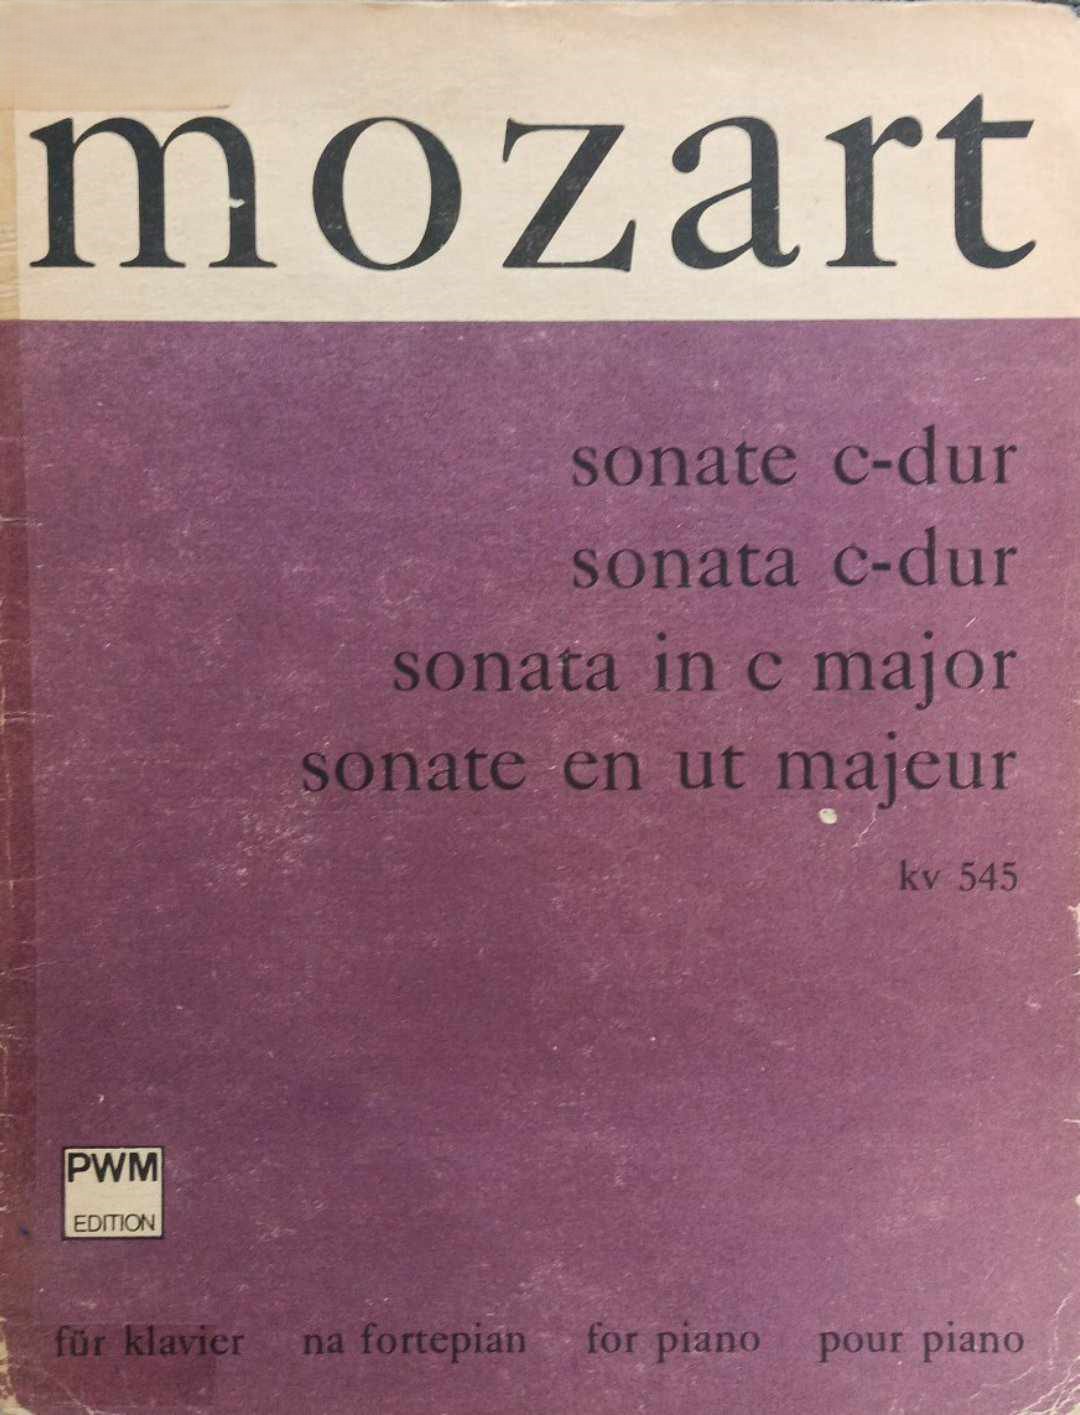 mozart
sonate c-dur
sonata c-dur
sonata in c major
sonate en ut majeur
kv 545
PWM
EDITION
für klavier na fortepian for piano pour piano